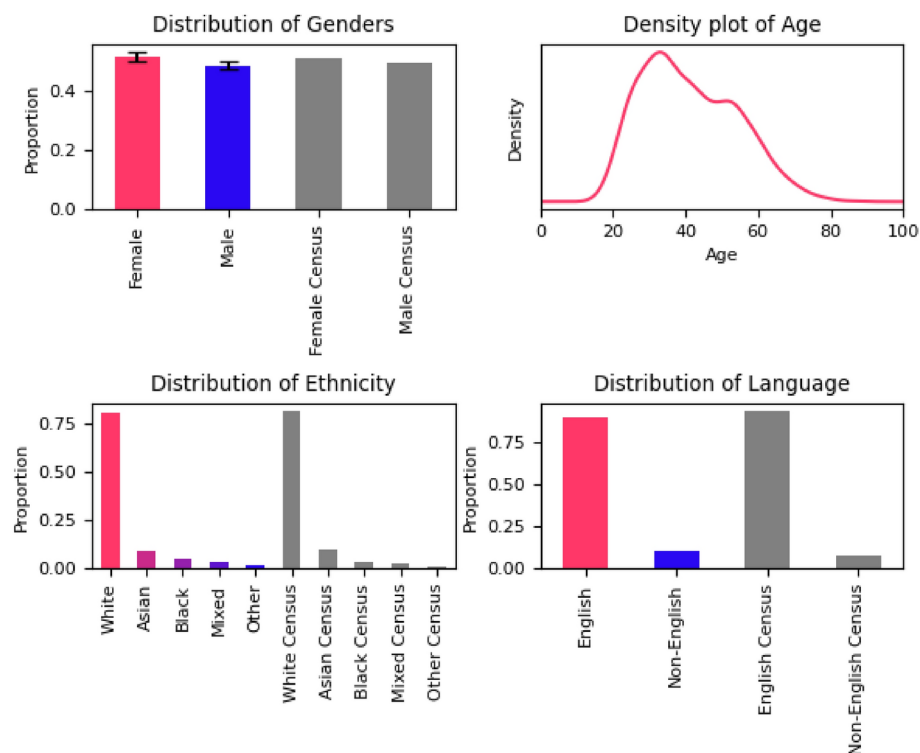 Distribution of Genders
Proportion
0.4
0.2
0.0
Female
Male
Female Census
Male Census
Density plot of Age
Density
0
20
40
60
80
100
Age
Distribution of Ethnicity
Proportion
0.75
0.50
0.25
0.00
White
Asian
Black
Mixed
Other
White Census
Asian Census
Black Census
Mixed Census
Other Census
Distribution of Language
Proportion
0.75
0.50
0.25
0.00
English
Non-English
English Census
Non-English Census